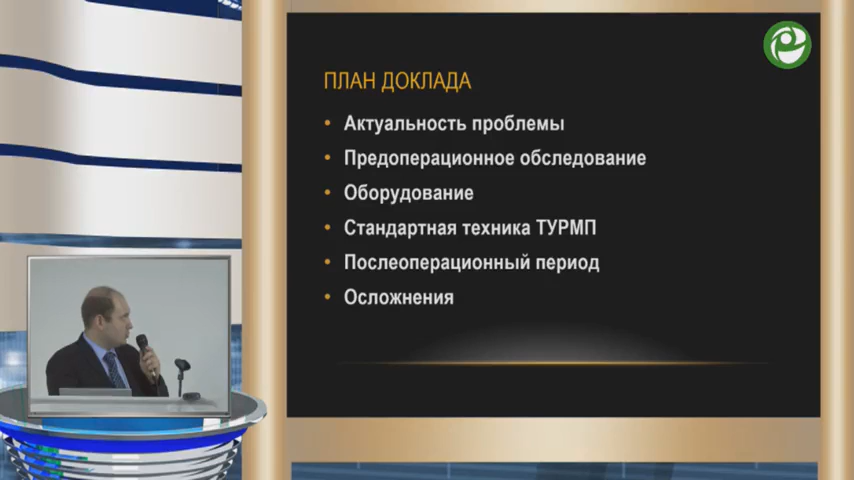 ПЛАН ДОКЛАДА
• Актуальность проблемы
• Предоперационное обследование
• Оборудование
• Стандартная техника ТУРМП
• Послеоперационный период
• Осложнения